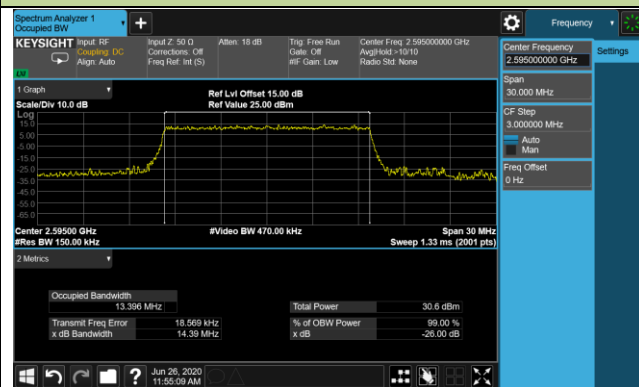 Spectrum Analyzer 1
Occupied BW
+
Frequency
KEYSIGHT
Input: RF
Coupling: DC
Align: Auto
Input Z: 50 Ω
Corrections: Off
Freq Ref: Int (S)
Atten: 18 dB
Trig: Free Run
Gate: Off
#IF Gain: Low
Center Freq: 2.595000000 GHz
Avg|Hold:>10/10
Radio Std: None
LXI
Center Frequency
2.595000000 GHz
Settings
Span
30.000 MHz
CF Step
3.000000 MHz
Auto
Man
Freq Offset
0 Hz
1 Graph
Scale/Div 10.0 dB
Ref Lvl Offset 15.00 dB
Ref Value 25.00 dBm
Log
15.0
5.00
-5.00
-15.0
-25.0
-35.0
-45.0
-55.0
-65.0
Center 2.59500 GHz
#Video BW 470.00 kHz
Span 30 MHz
#Res BW 150.00 kHz
Sweep 1.33 ms (2001 pts)
2 Metrics
Occupied Bandwidth
13.396 MHz
Total Power 30.6 dBm
Transmit Freq Error 18.569 kHz
% of OBW Power 99.00 %
x dB Bandwidth 14.39 MHz
x dB -26.00 dB
?
Jun 26, 2020
11:55:09 AM